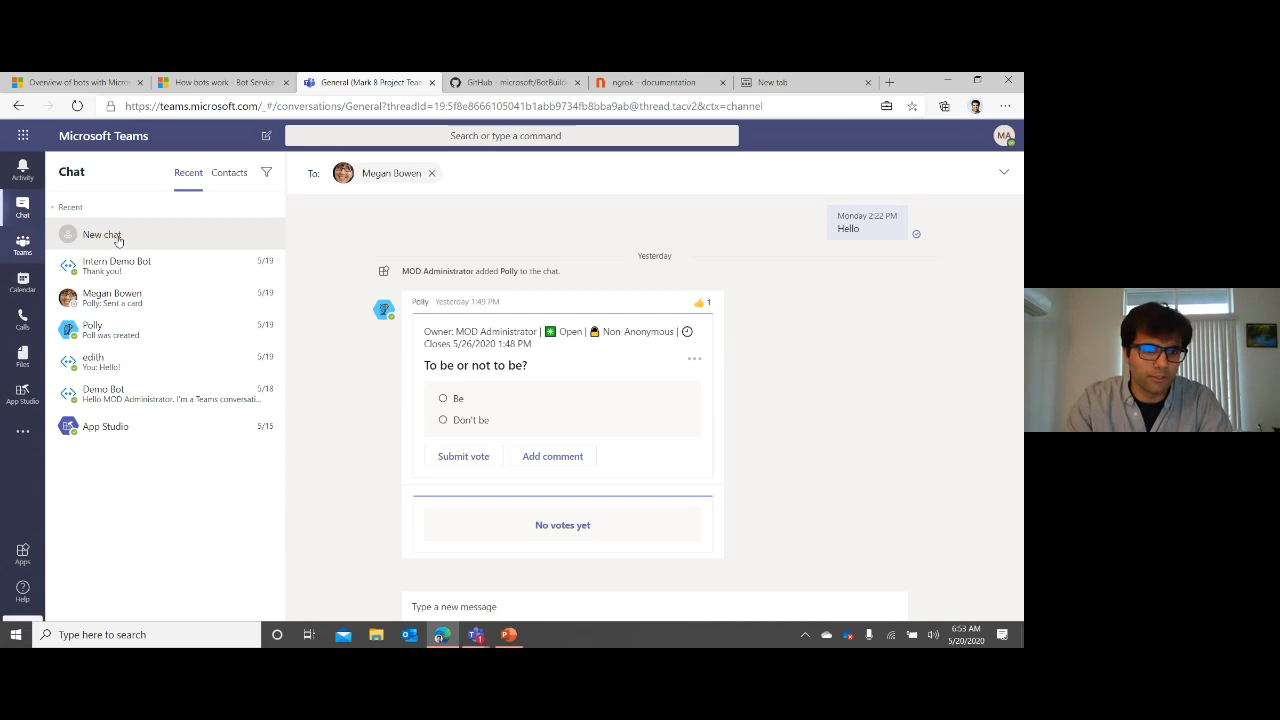 Overview of bots with Micros
How bots work - Bot Service
General (Mark 8 Project Team
GitHub - microsoft/BotBuild
ngrok – documentation
New tab
https://teams.microsoft.com/_#/conversations/General?threadId=19:5f8e8666105041b1abb9734fb8bba9ab@thread.tacv2&ctx=channel
Microsoft Teams
Search or type a command
MA
Activity
Chat
Teams
Calendar
Calls
Files
App Studio
Apps
Help
Chat
Recent
Contacts
Recent
New chat
Intern Demo Bot
5/19
Thank you!
Megan Bowen
5/19
Polly: Sent a card
Polly
5/19
Poll was created
edith
5/19
You: Hello!
Demo Bot
5/18
Hello MOD Administrator. I'm a Teams conversati...
App Studio
5/15
To:
Megan Bowen
Monday 2:22 PM
Hello
Yesterday
MOD Administrator added Polly to the chat.
Polly Yesterday 1:49 PM
1
Owner: MOD Administrator | Open | Non-Anonymous |
Closes 5/26/2020 1:48 PM
To be or not to be?
Be
Don't be
Submit vote
Add comment
No votes yet
Type a new message
Type here to search
6:53 AM
5/20/2020